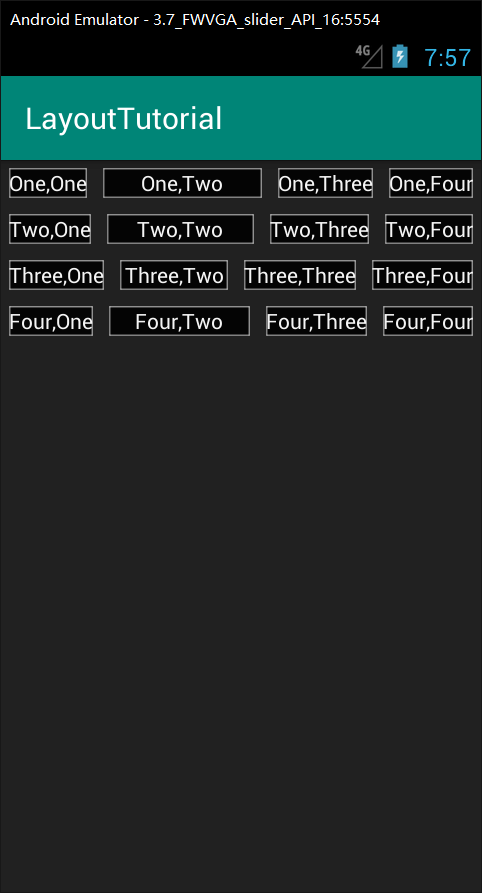 Android Emulator - 3.7_FWVGA_slider_API_16:5554
4G 7:57
LayoutTutorial
One,One One,Two One,Three One,Four
Two,One Two,Two Two,Three Two,Four
Three,One Three,Two Three,Three Three,Four
Four,One Four,Two Four,Three Four,Four